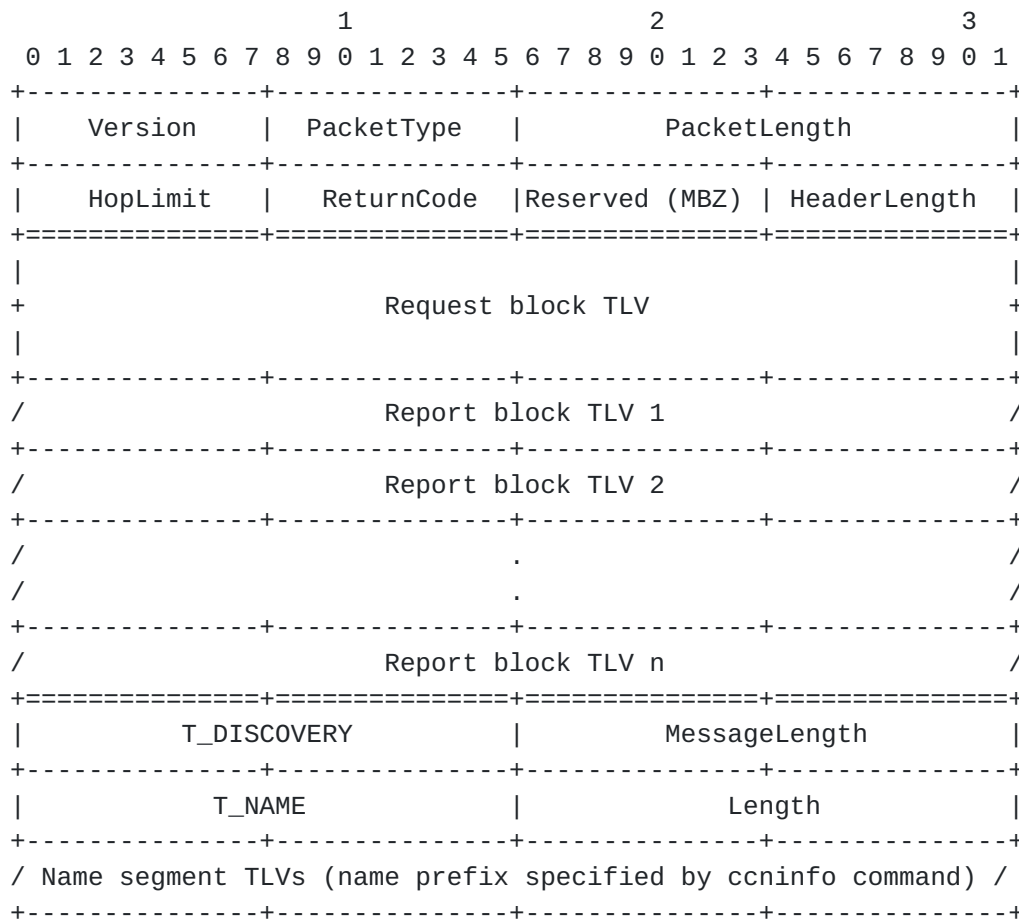 1                   2                   3
 0 1 2 3 4 5 6 7 8 9 0 1 2 3 4 5 6 7 8 9 0 1 2 3 4 5 6 7 8 9 0 1
+---------------+---------------+---------------+---------------+
|    Version    |  PacketType   |         PacketLength          |
+---------------+---------------+---------------+---------------+
|    HopLimit   |   ReturnCode  |Reserved (MBZ) | HeaderLength  |
+===============+===============+===============+===============+
|                                                               |
+                       Request block TLV                       +
|                                                               |
+---------------+---------------+---------------+---------------+
/                       Report block TLV 1                      /
+---------------+---------------+---------------+---------------+
/                       Report block TLV 2                      /
+---------------+---------------+---------------+---------------+
/                               .                               /
/                               .                               /
+---------------+---------------+---------------+---------------+
/                       Report block TLV n                      /
+===============+===============+===============+===============+
|          T_DISCOVERY          |         MessageLength         |
+---------------+---------------+---------------+---------------+
|            T_NAME             |             Length            |
+---------------+---------------+---------------+---------------+
/ Name segment TLVs (name prefix specified by ccninfo command) /
+---------------+---------------+---------------+---------------+